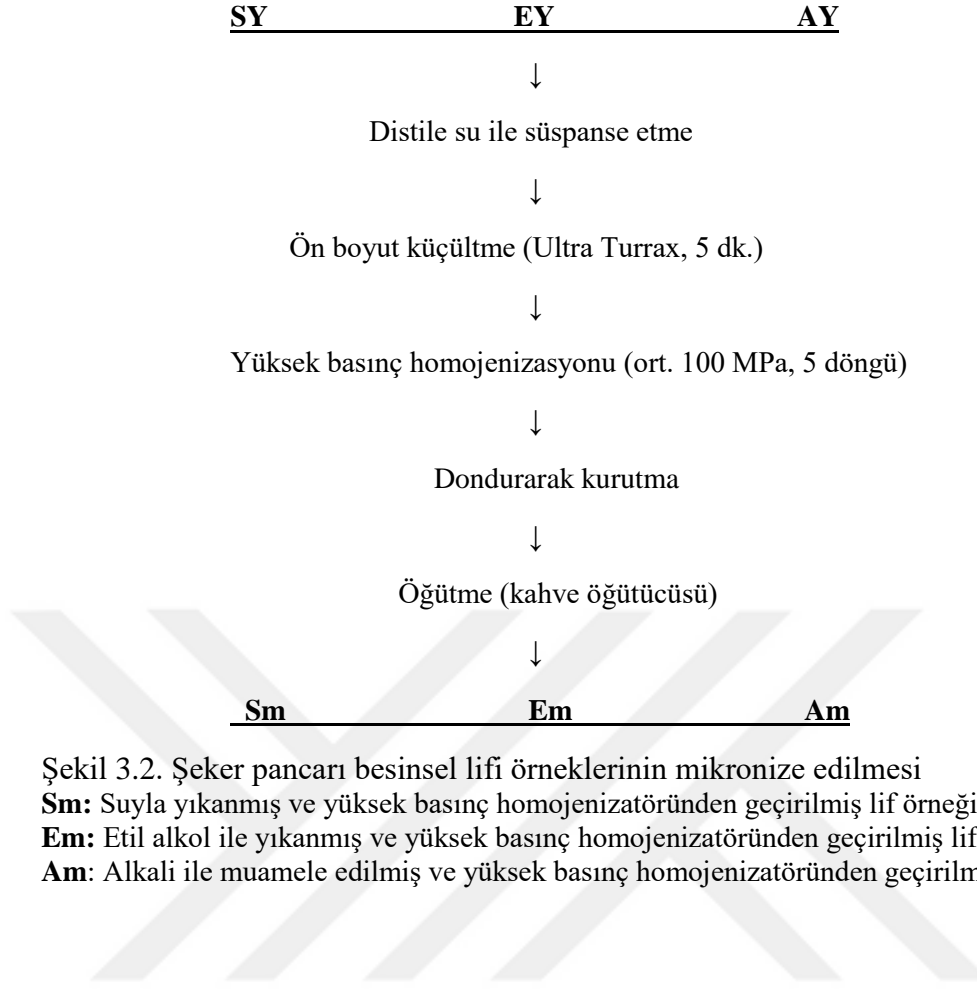 SY EY AY
↓
Distile su ile süspanse etme
↓
Ön boyut küçültme (Ultra Turrax, 5 dk.)
↓
Yüksek basınç homojenizasyonu (ort. 100 MPa, 5 döngü)
↓
Dondurarak kurutma
↓
Öğütme (kahve öğütücüsü)
↓
Sm Em Am
Şekil 3.2. Şeker pancarı besinsel lifi örneklerinin mikronize edilmesi
Sm: Suyla yıkanmış ve yüksek basınç homojenizatöründen geçirilmiş lif örneği
Em: Etil alkol ile yıkanmış ve yüksek basınç homojenizatöründen geçirilmiş lif
Am: Alkali ile muamele edilmiş ve yüksek basınç homojenizatöründen